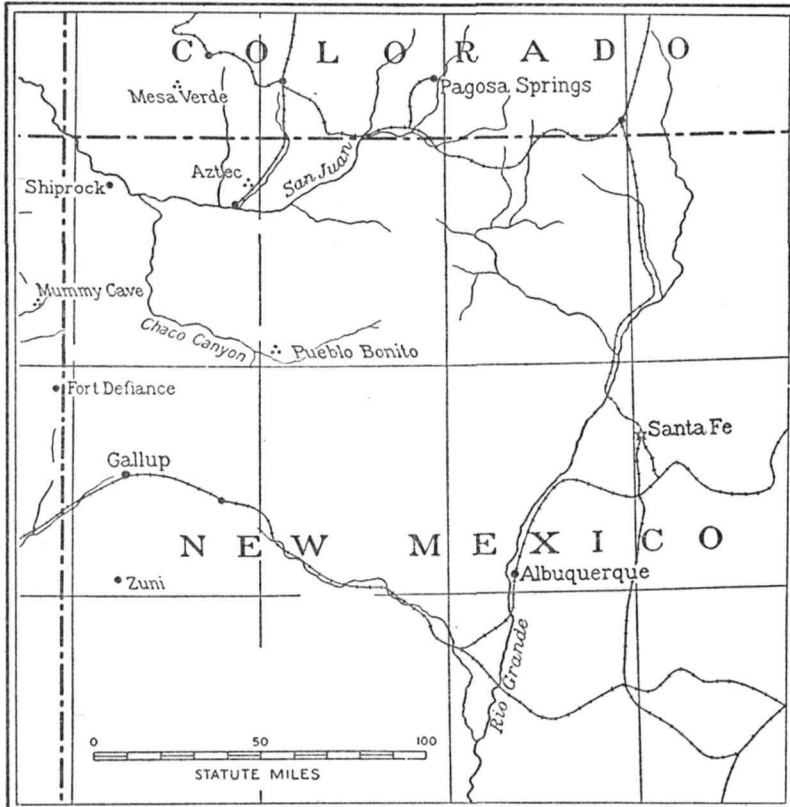 COLORADO
Mesa Verde
Pagosa Springs
Aztec
San Juan
Shiprock
Mummy Cave
Chaco Canyon
Pueblo Bonito
Fort Defiance
Santa Fe
Gallup
NEW MEXICO
Albuquerque
Zuni
Rio Grande
0 50 100
STATUTE MILES